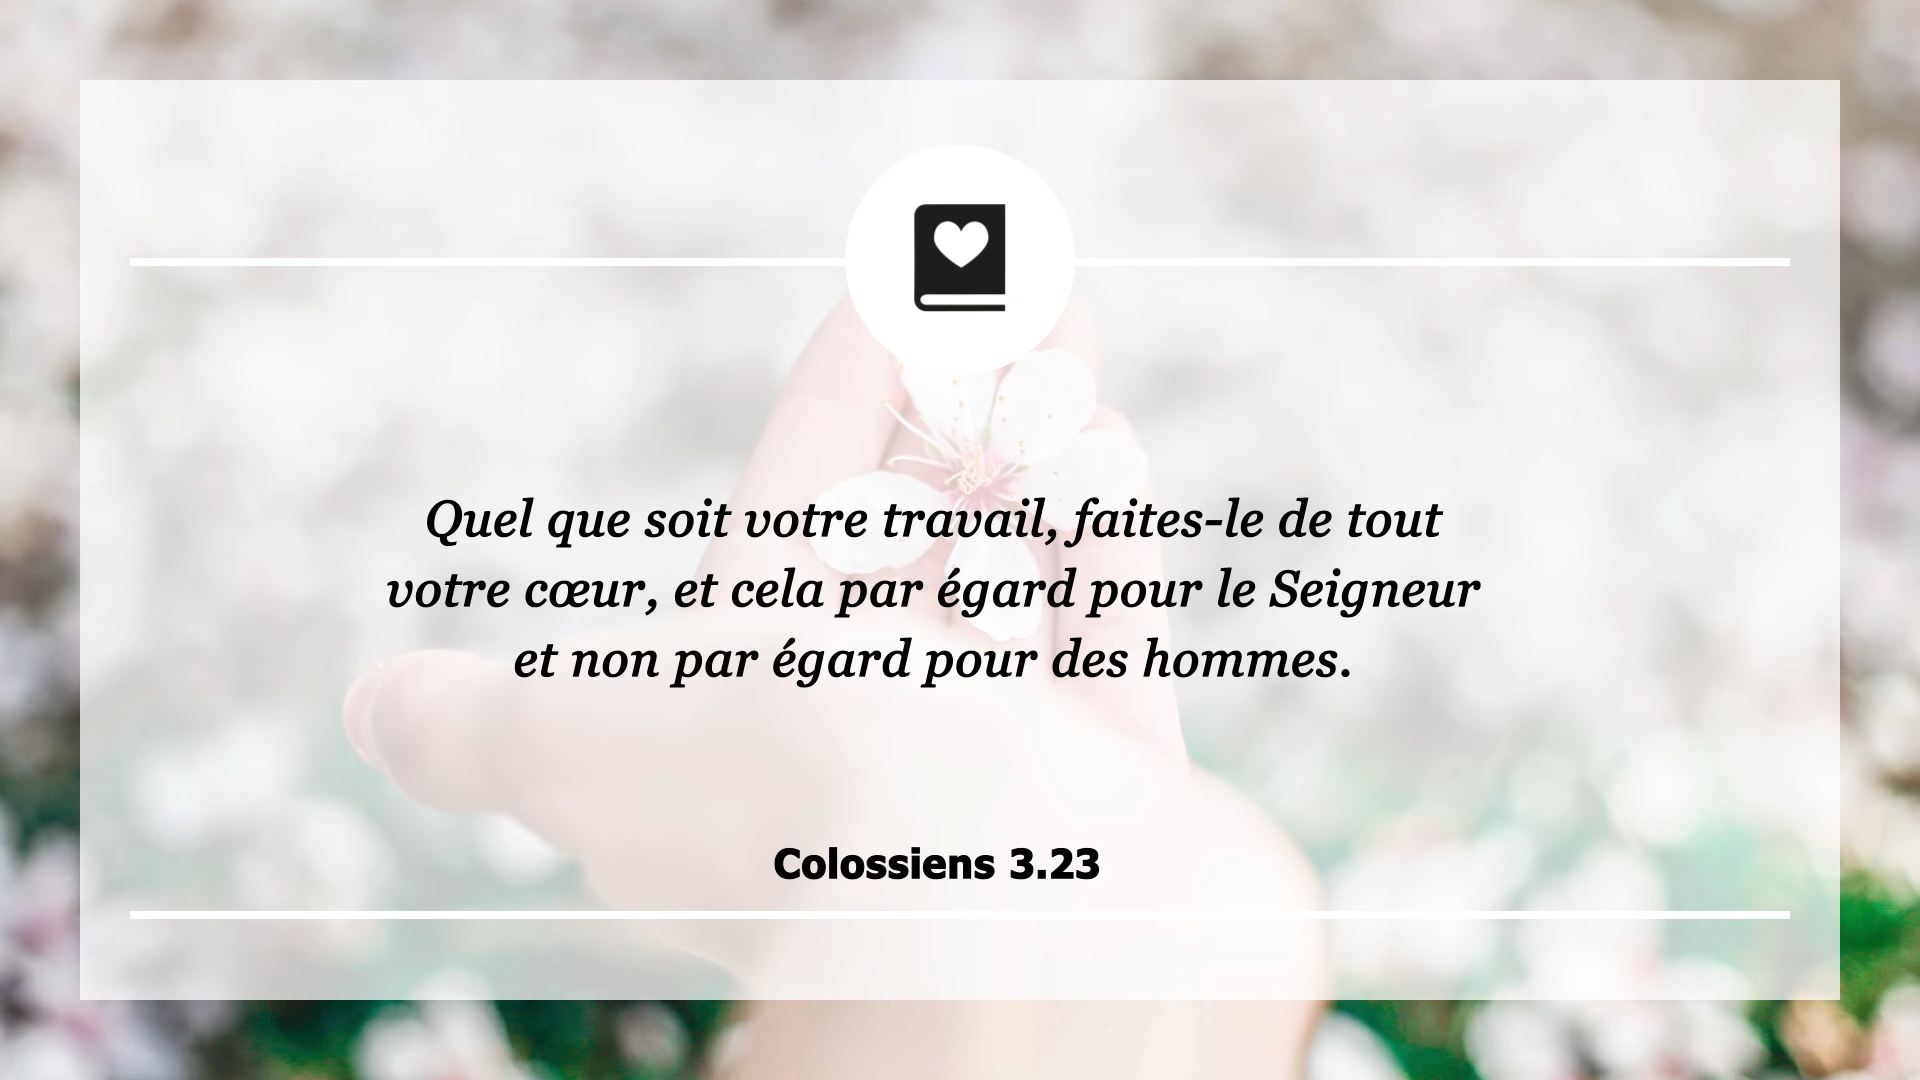 Quel que soit votre travail, faites-le de tout
votre cœur, et cela par égard pour le Seigneur
et non par égard pour des hommes.
Colossiens 3.23